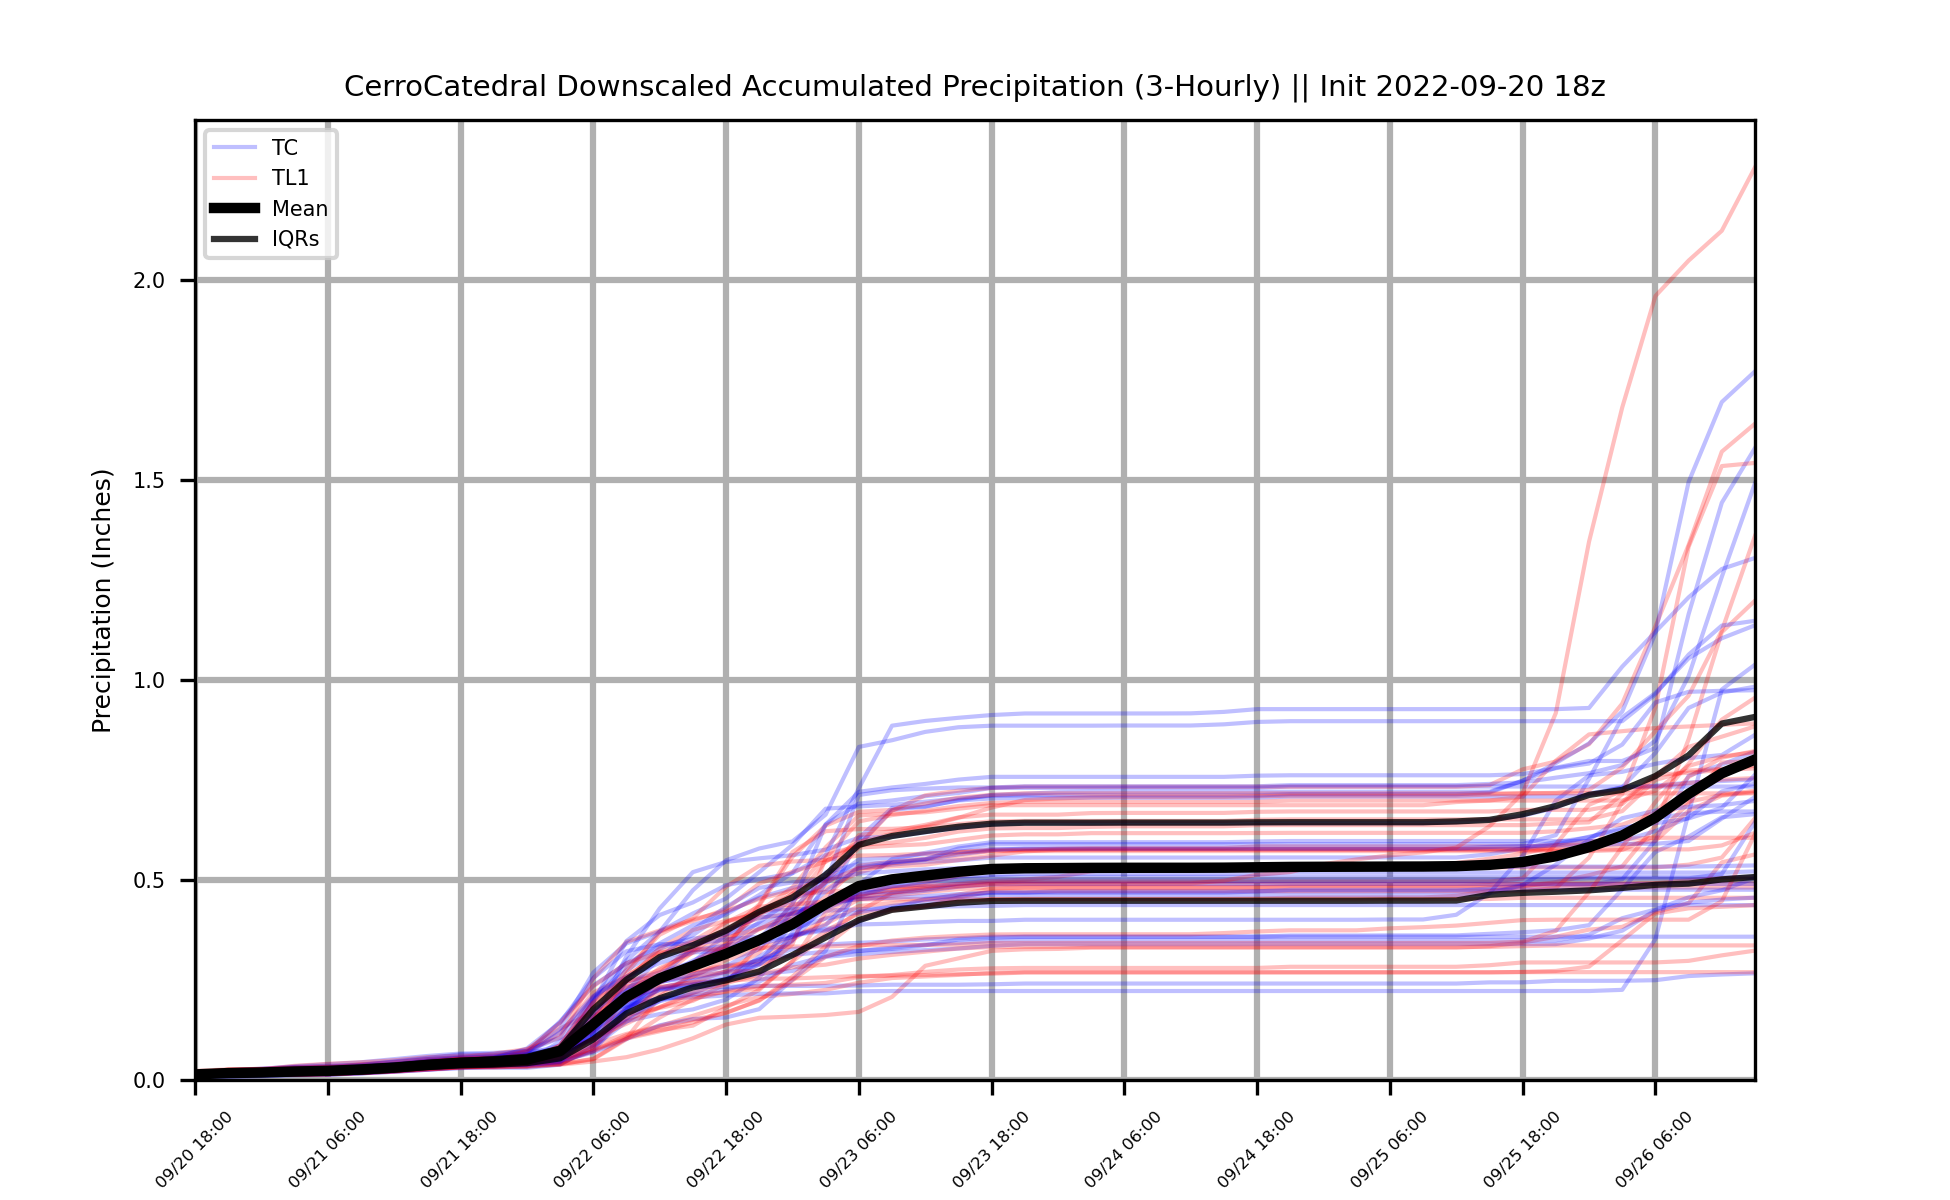 CerroCatedral Downscaled Accumulated Precipitation (3-Hourly) || Init 2022-09-20 18z
TC
TL1
Mean
IQRs
Precipitation (Inches)
2.0
1.5
1.0
0.5
0.0
09/20 18:00
09/21 06:00
09/21 18:00
09/22 06:00
09/22 18:00
09/23 06:00
09/23 18:00
09/24 06:00
09/24 18:00
09/25 06:00
09/25 18:00
09/26 06:00